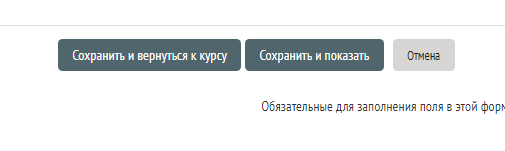 Сохранить и вернуться к курсу Сохранить и показать Отмена
Обязательные для заполнения поля в этой